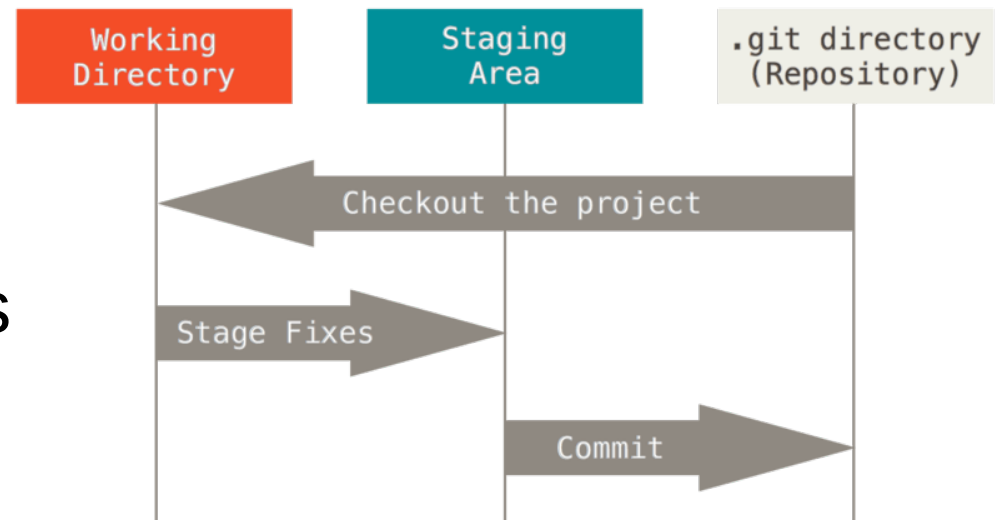 Working
Directory
Staging
Area
.git directory
(Repository)
Checkout the project
s
Stage Fixes
Commit